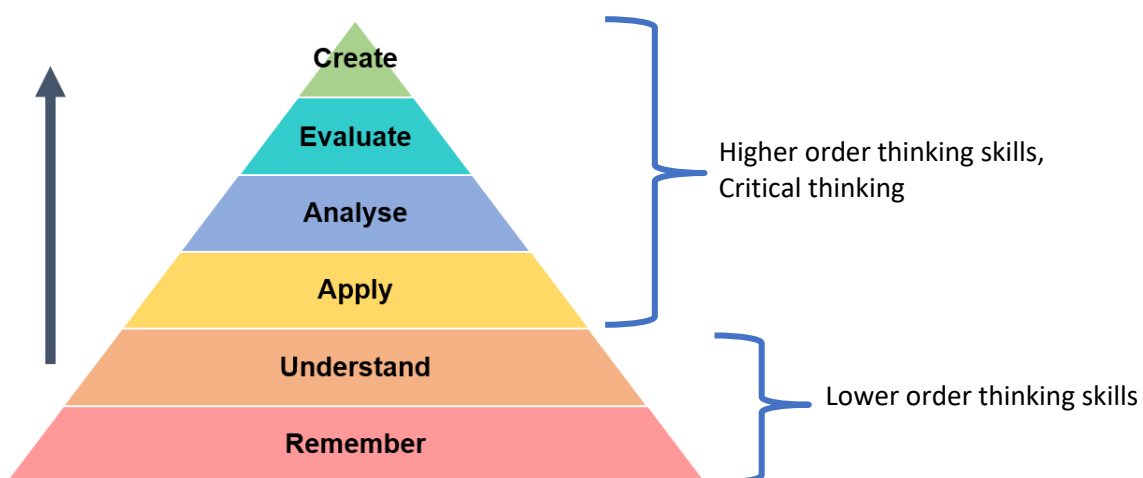 Create
Evaluate
Analyse
Apply
Understand
Remember
Higher order thinking skills,
Critical thinking
Lower order thinking skills